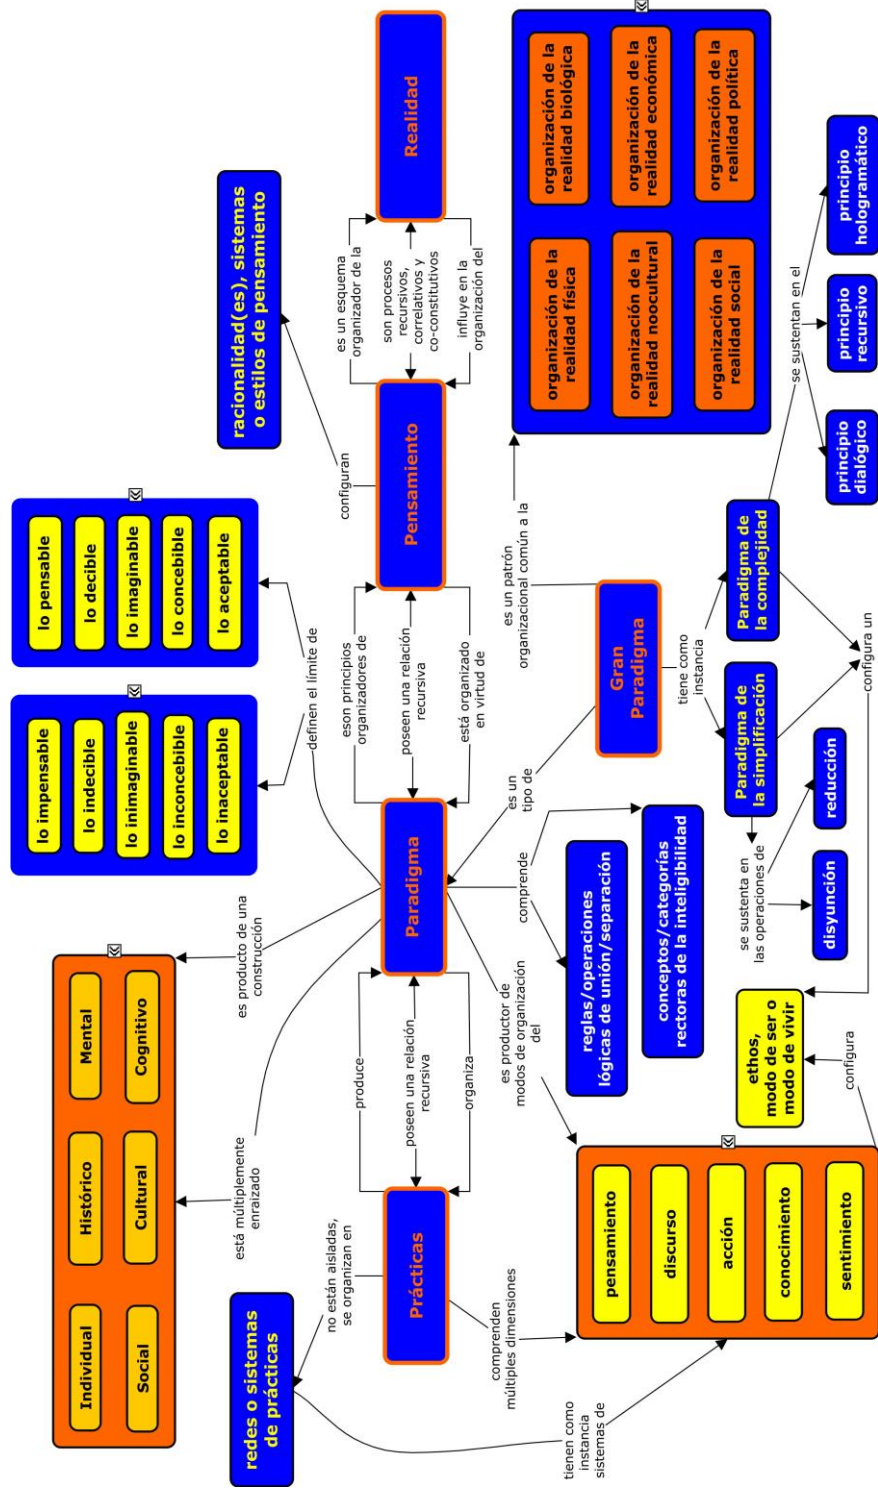 Individual
Histórico
Mental
Social
Cultural
Cognitivo
lo impensable
lo indecible
lo inimaginable
lo inconcebible
lo inaceptable
lo pensable
lo decible
lo imaginable
lo concebible
lo aceptable
redes o sistemas
de prácticas
está múltiplemente
enraizado
es producto de una
construcción
definen el límite de
configuran
racionalidad(es), sistemas
o estilos de pensamiento
no están aisladas,
se organizan en
produce
eson principios
organizadores de
es un esquema
organizador de la
Prácticas
poseen una relación
recursiva
Paradigma
poseen una relación
recursiva
Pensamiento
son procesos
recursivos,
correlativos y
co-constitutivos
Realidad
organiza
está organizado
en virtud de
influye en la
organización del
comprenden
múltiples dimensiones
es productor de
modos de organización
del
comprende
es un
tipo de
es un patrón
organizacional común a la
tienen como
instancia
sistemas de
pensamiento
discurso
acción
conocimiento
sentimiento
reglas/operaciones
lógicas de unión/separación
conceptos/categorías
rectoras de la inteligibilidad
Gran
Paradigma
organización de la
realidad física
organización de la
realidad biológica
organización de la
realidad noocultural
organización de la
realidad económica
organización de la
realidad social
organización de la
realidad política
tiene como
instancia
ethos,
modo de ser o
modo de vivir
configura
se sustenta en
las operaciones de
Paradigma de
la simplificación
Paradigma de
la complejidad
se sustentan en el
disyunción
reducción
configura un
principio
dialógico
principio
recursivo
principio
hologramático